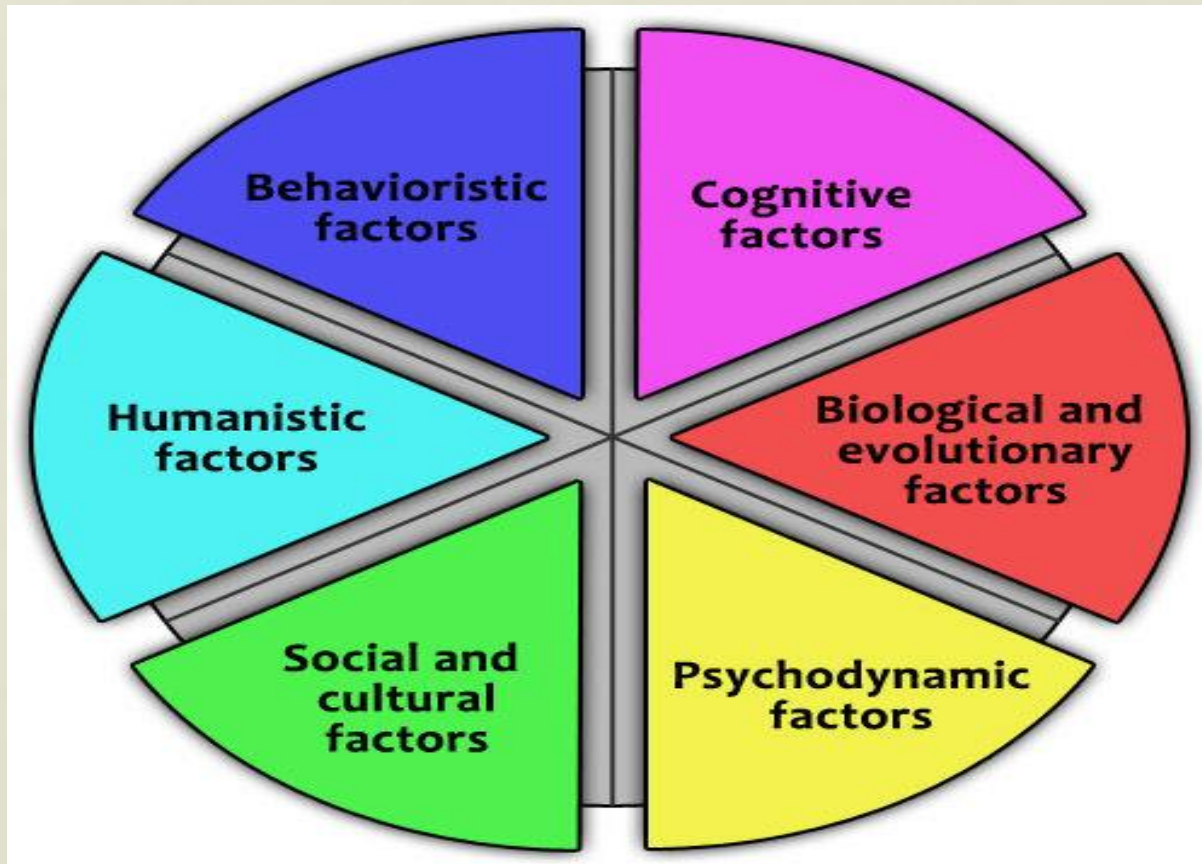 Behavioristic
factors
Cognitive
factors
Humanistic
factors
Biological and
evolutionary
factors
Social and
cultural
factors
Psychodynamic
factors